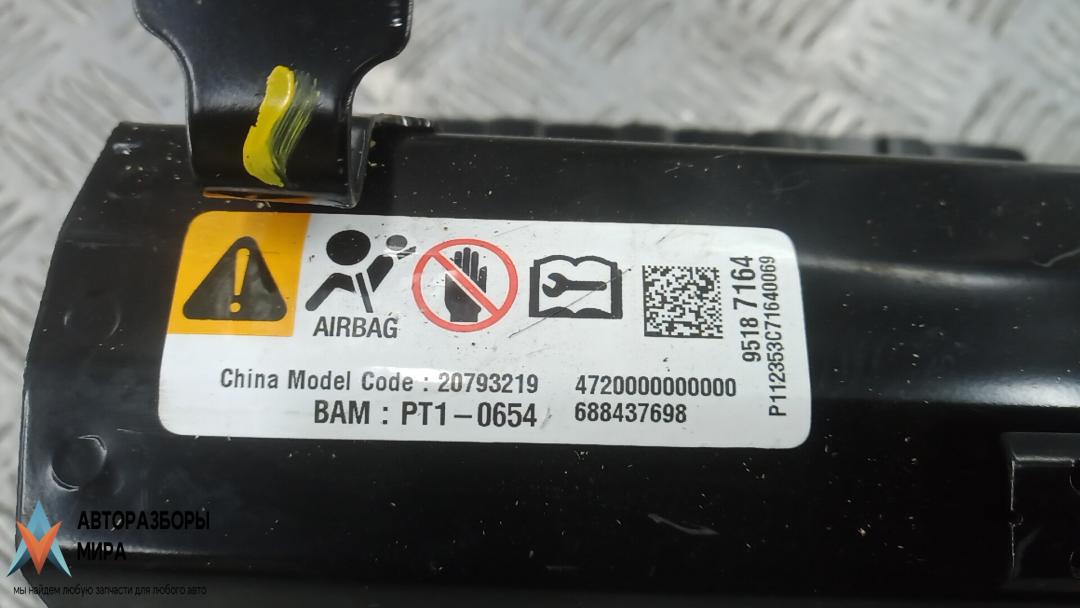 AIRBAG
9518 7164
P112353C71640069
China Model Code : 20793219 4720000000000
BAM : PT1-0654 688437698
АВТОРАЗБОРЫ
МИРА
мы найдем любую запчасти для любого авто